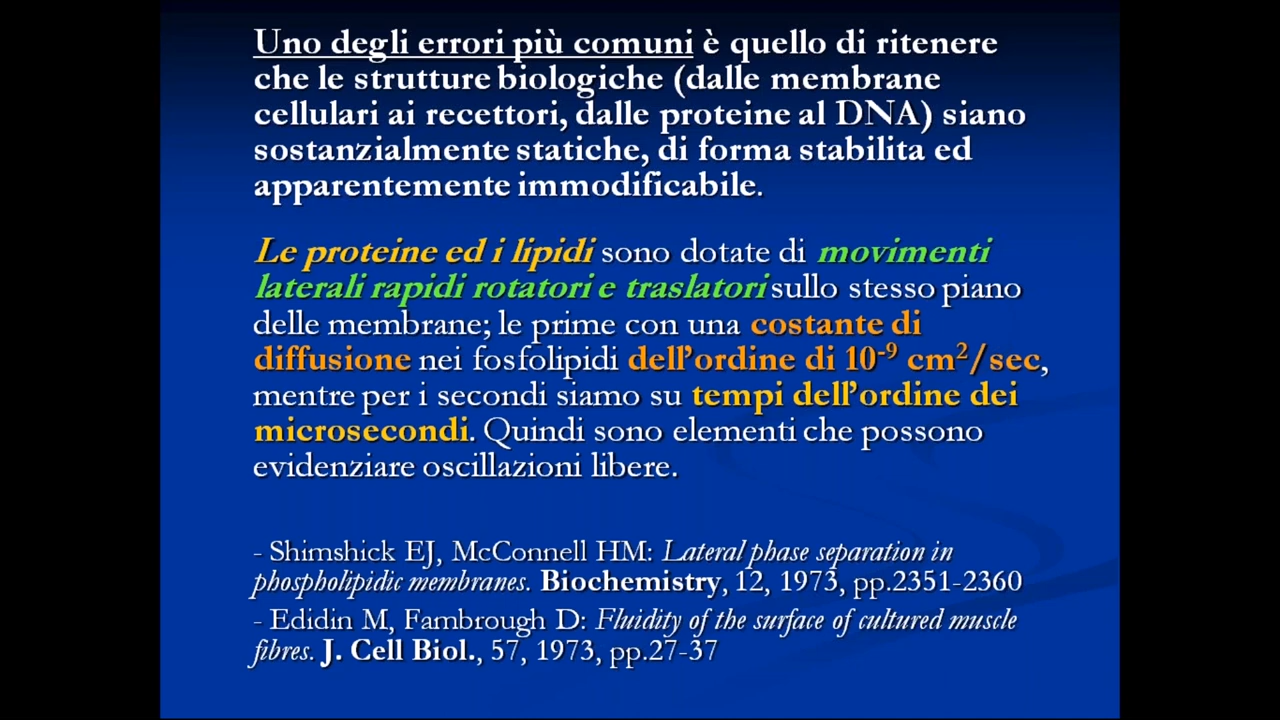 Uno degli errori più comuni è quello di ritenere
che le strutture biologiche (dalle membrane
cellulari ai recettori, dalle proteine al DNA) siano
sostanzialmente statiche, di forma stabilita ed
apparentemente immodificabile.
Le proteine ed i lipidi sono dotate di movimenti
laterali rapidi rotatori e traslatori sullo stesso piano
delle membrane; le prime con una costante di
diffusione nei fosfolipidi dell’ordine di 10⁻⁹ cm²/sec,
mentre per i secondi siamo su tempi dell’ordine dei
microsecondi. Quindi sono elementi che possono
evidenziare oscillazioni libere.
- Shimshick EJ, McConnell HM: Lateral phase separation in
phospholipidic membranes. Biochemistry, 12, 1973, pp.2351-2360
- Edidin M, Fambrough D: Fluidity of the surface of cultured muscle
fibres. J. Cell Biol., 57, 1973, pp.27-37